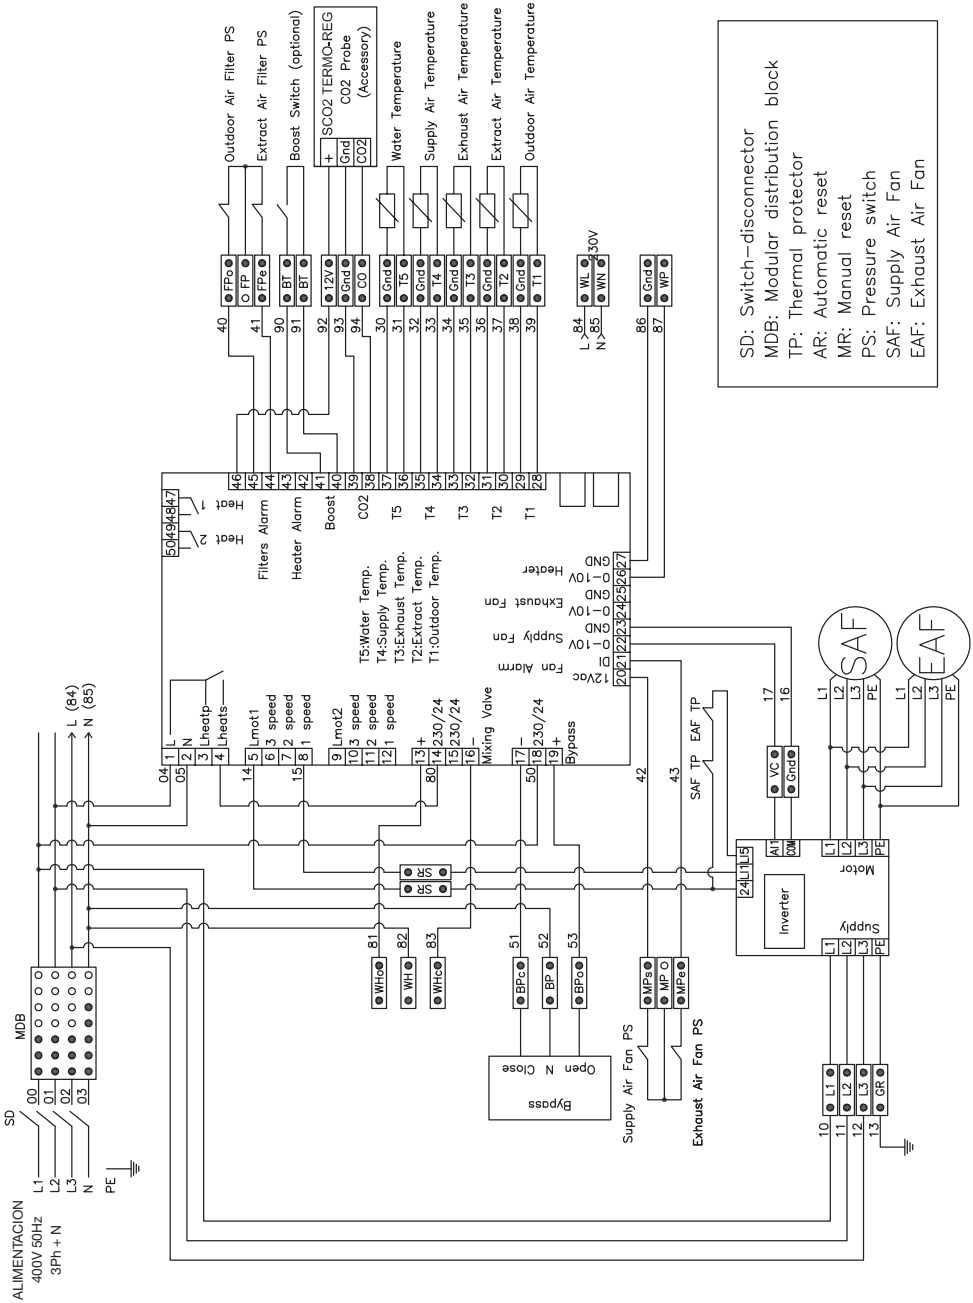 ALIMENTACION
400V 50Hz
3Ph + N
L1
L2
L3
N
PE
SD
00
01
02
03
MDB
L (84)
N (85)
04
05
14
15
13
80
50
L
N
Lheatp
Lheats
1
2
3
4
Lmot1
3 speed
2 speed
1 speed
5
6
7
8
Lmot2
3 speed
2 speed
1 speed
9
10
11
12
+
230/24
230/24
-
13
14
15
16
Mixing Valve
-
230/24
+
17
18
19
Bypass
50 49 48 47
Heat 2
Heat 1
Filters Alarm
Heater Alarm
Boost
CO2
T5
T4
T3
T2
T1
46
45
44
43
42
41
40
39
38
37
36
35
34
33
32
31
30
29
28
T5:Water Temp.
T4:Supply Temp.
T3:Exhaust Temp.
T2:Extract Temp.
T1:Outdoor Temp.
Fan Alarm
Supply Fan
Exhaust Fan
Heater
12Vac
DI
0-10V
GND
0-10V
GND
0-10V
GND
20
21
22
23
24
25
26
27
40
41
90
91
92
93
94
30
31
32
33
34
35
36
37
38
39
L 84
N 85
86
87
FPo
FP
FPe
BT
BT
12V
Gnd
CO
Gnd
T5
Gnd
T4
Gnd
T3
Gnd
T2
Gnd
T1
WL
WN
230V
Gnd
WP
Outdoor Air Filter PS
Extract Air Filter PS
Boost Switch (optional)
SCO2 TERMO-REG
CO2 Probe
(Accessory)
+
Gnd
CO2
Water Temperature
Supply Air Temperature
Exhaust Air Temperature
Extract Air Temperature
Outdoor Air Temperature
SR
SR
81
82
83
WHo
WH
WHc
51
52
53
BPc
BP
BPo
Close
N
Open
Bypass
42
43
MPs
MP
MPe
Supply Air Fan PS
Exhaust Air Fan PS
SAF TP
EAF TP
17
16
VC
Gnd
24 LI1 LI5
AI1
COM
Inverter
Motor
L1
L2
L3
PE
Supply
L1
L2
L3
PE
L1
L2
L3
PE
SAF
L1
L2
L3
PE
EAF
10
11
12
13
L1
L2
L3
GR
SD: Switch-disconnector
MDB: Modular distribution block
TP: Thermal protector
AR: Automatic reset
MR: Manual reset
PS: Pressure switch
SAF: Supply Air Fan
EAF: Exhaust Air Fan